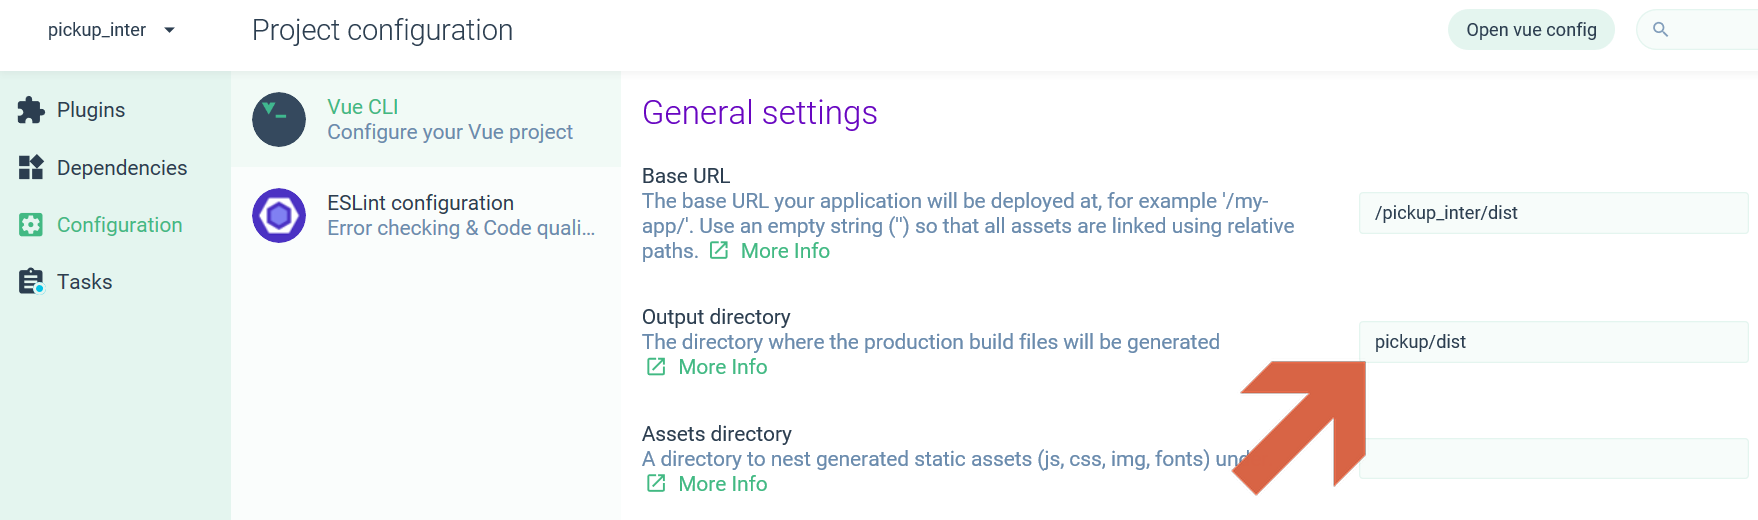 pickup_inter
Project configuration
Open vue config
Plugins
Dependencies
Configuration
Tasks
Vue CLI
Configure your Vue project
ESLint configuration
Error checking & Code quali...
General settings
Base URL
The base URL your application will be deployed at, for example '/my-
app/'. Use an empty string ('') so that all assets are linked using relative
paths. More Info
/pickup_inter/dist
Output directory
The directory where the production build files will be generated
More Info
pickup/dist
Assets directory
A directory to nest generated static assets (js, css, img, fonts)
More Info